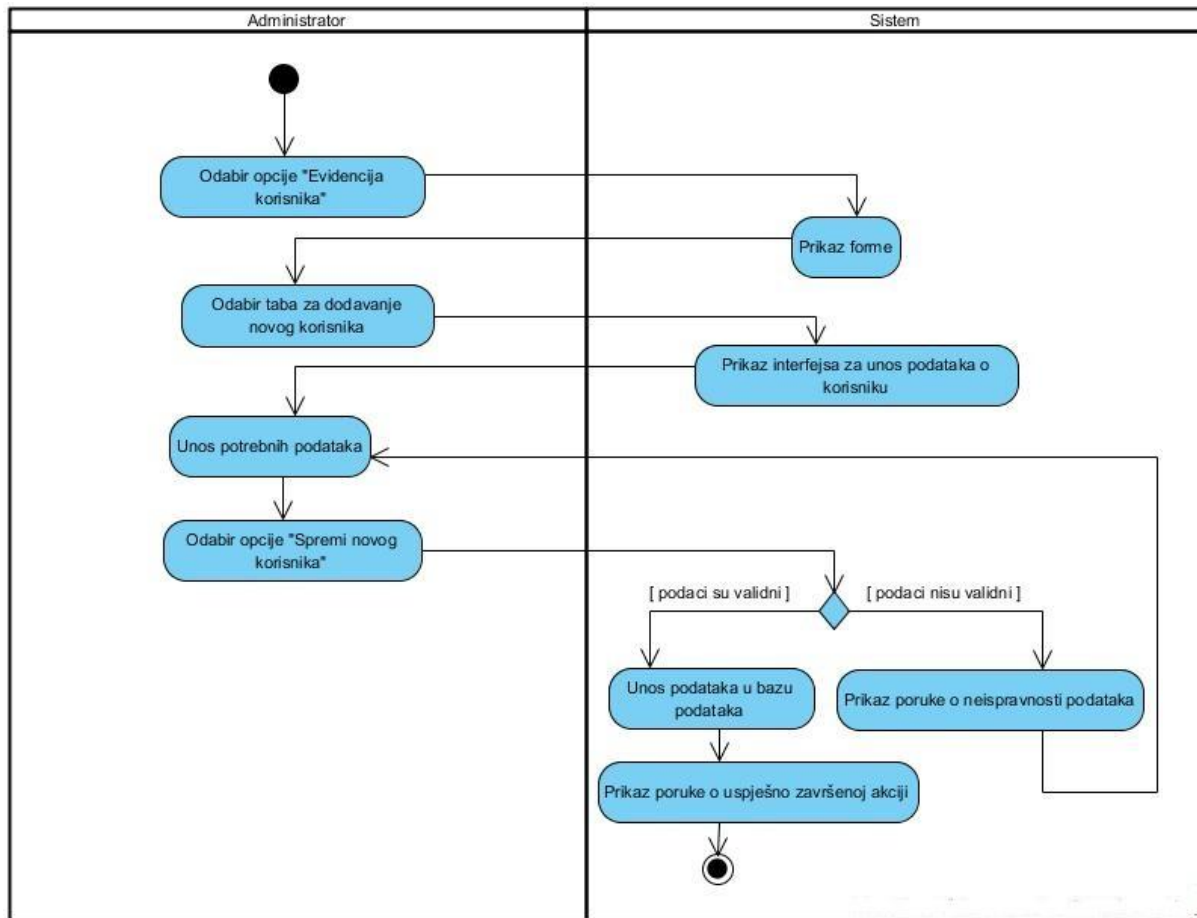 Administrator
Sistem
Odabir opcije "Evidencija
korisnika"
Prikaz forme
Odabir taba za dodavanje
novog korisnika
Prikaz interfejsa za unos podataka o
korisniku
Unos potrebnih podataka
Odabir opcije "Spremi novog
korisnika"
[ podaci su validni ]
[ podaci nisu validni ]
Unos podataka u bazu
podataka
Prikaz poruke o neispravnosti podataka
Prikaz poruke o uspješno završenoj akciji